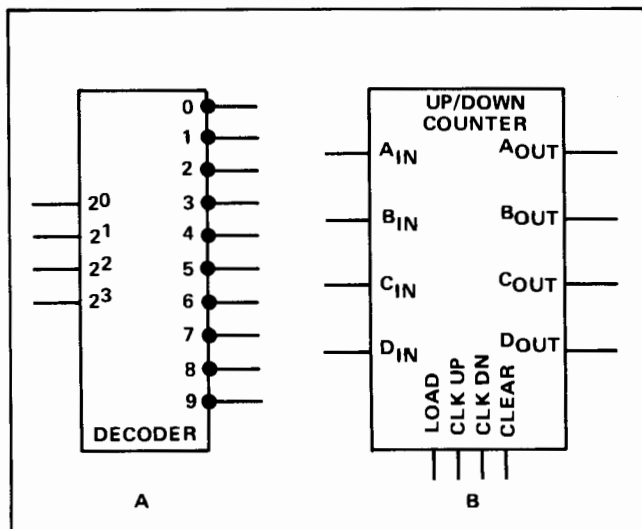 0
1
2
3
4
5
6
7
8
9
2⁰
2¹
2²
2³
DECODER
A
UP/DOWN
COUNTER
A_IN
B_IN
C_IN
D_IN
A_OUT
B_OUT
C_OUT
D_OUT
LOAD
CLK UP
CLK DN
CLEAR
B